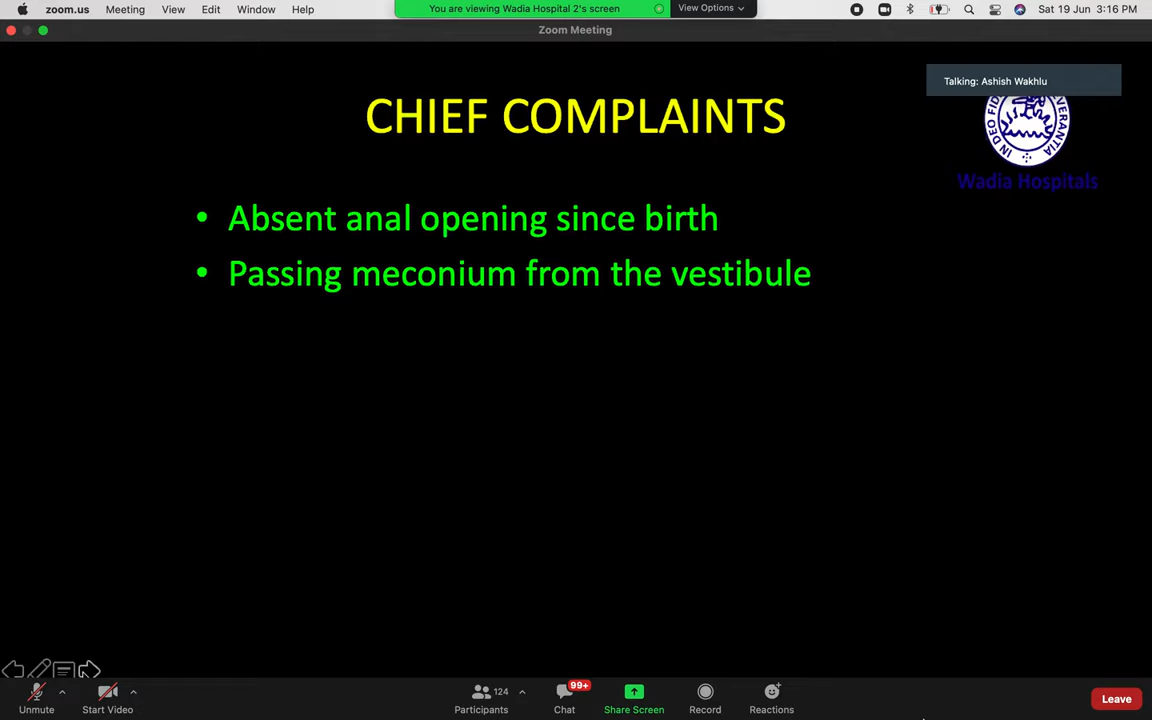 zoom.us Meeting View Edit Window Help
You are viewing Wadia Hospital 2's screen
View Options
Sat 19 Jun 3:16 PM
Zoom Meeting
Talking: Ashish Wakhlu
CHIEF COMPLAINTS
Wadia Hospitals
• Absent anal opening since birth
• Passing meconium from the vestibule
124
99+
Unmute
Start Video
Participants
Chat
Share Screen
Record
Reactions
Leave